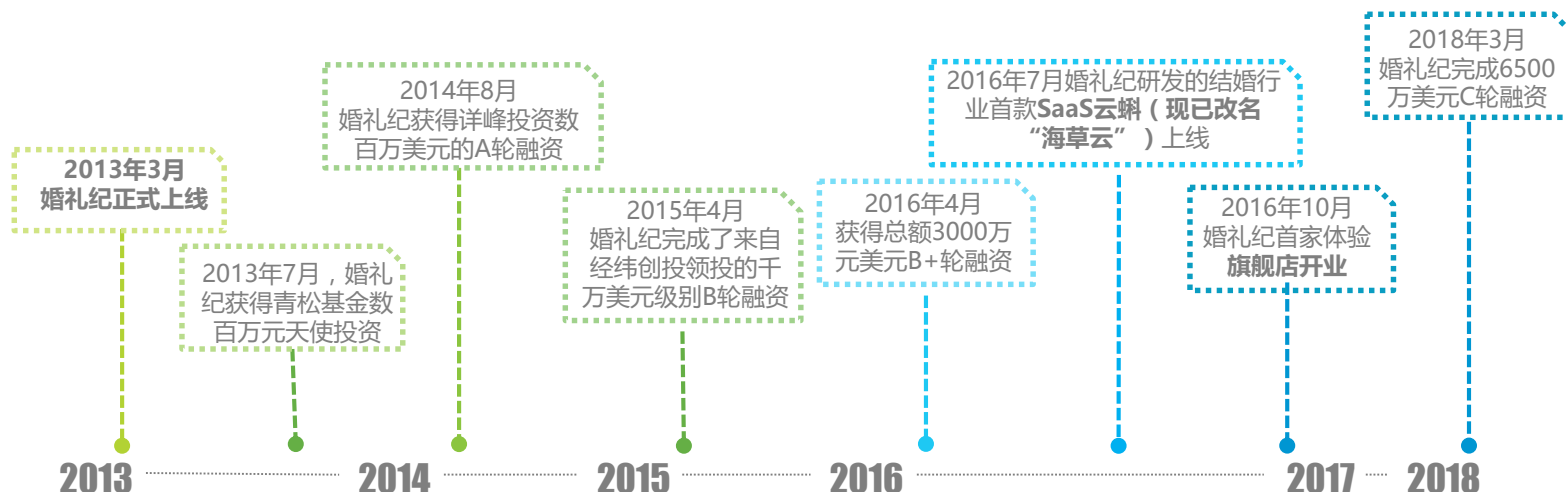 2013年3月
婚礼纪正式上线
2013年7月，婚礼
纪获得青松基金数
百万元天使投资
2014年8月
婚礼纪获得详峰投资数
百万美元的A轮融资
2015年4月
婚礼纪完成了来自
经纬创投领投的千
万美元级别B轮融资
2016年4月
获得总额3000万
元美元B+轮融资
2016年7月婚礼纪研发的结婚行
业首款SaaS云蝌（现已改名
“海草云”）上线
2016年10月
婚礼纪首家体验
旗舰店开业
2018年3月
婚礼纪完成6500
万美元C轮融资
2013
2014
2015
2016
2017
2018